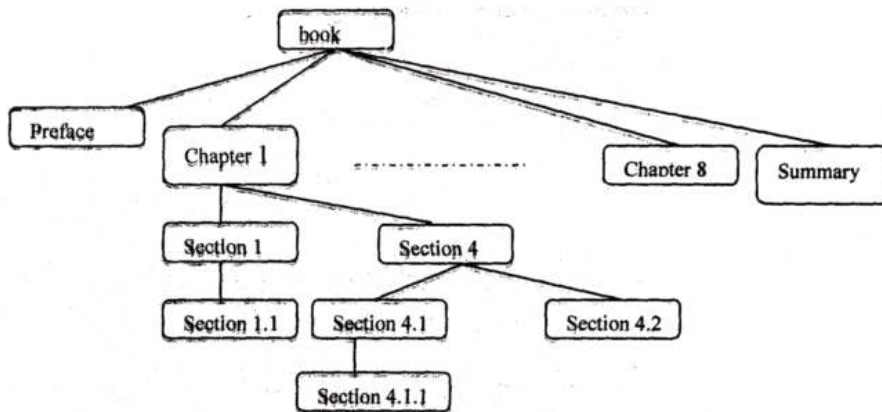 book
Preface
Chapter 1
Chapter 8
Summary
Section 1
Section 4
Section 1.1
Section 4.1
Section 4.2
Section 4.1.1